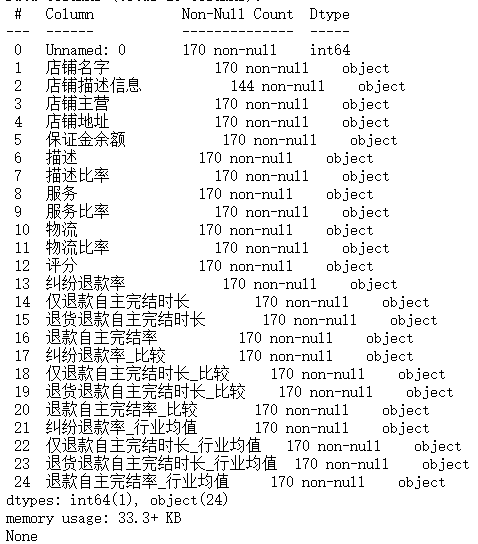 #   Column   Non-Null Count  Dtype
---  ------   --------------  -----
0   Unnamed: 0   170 non-null   int64
1   店铺名字   170 non-null   object
2   店铺描述信息   144 non-null   object
3   店铺主营   170 non-null   object
4   店铺地址   170 non-null   object
5   保证金余额   170 non-null   object
6   描述   170 non-null   object
7   描述比率   170 non-null   object
8   服务   170 non-null   object
9   服务比率   170 non-null   object
10  物流   170 non-null   object
11  物流比率   170 non-null   object
12  评分   170 non-null   object
13  纠纷退款率   170 non-null   object
14  仅退款自主完结时长   170 non-null   object
15  退货退款自主完结时长   170 non-null   object
16  退款自主完结率   170 non-null   object
17  纠纷退款率_比较   170 non-null   object
18  仅退款自主完结时长_比较   170 non-null   object
19  退货退款自主完结时长_比较   170 non-null   object
20  退款自主完结率_比较   170 non-null   object
21  纠纷退款率_行业均值   170 non-null   object
22  仅退款自主完结时长_行业均值   170 non-null   object
23  退货退款自主完结时长_行业均值   170 non-null   object
24  退款自主完结率_行业均值   170 non-null   object
dtypes: int64(1), object(24)
memory usage: 33.3+ KB
None